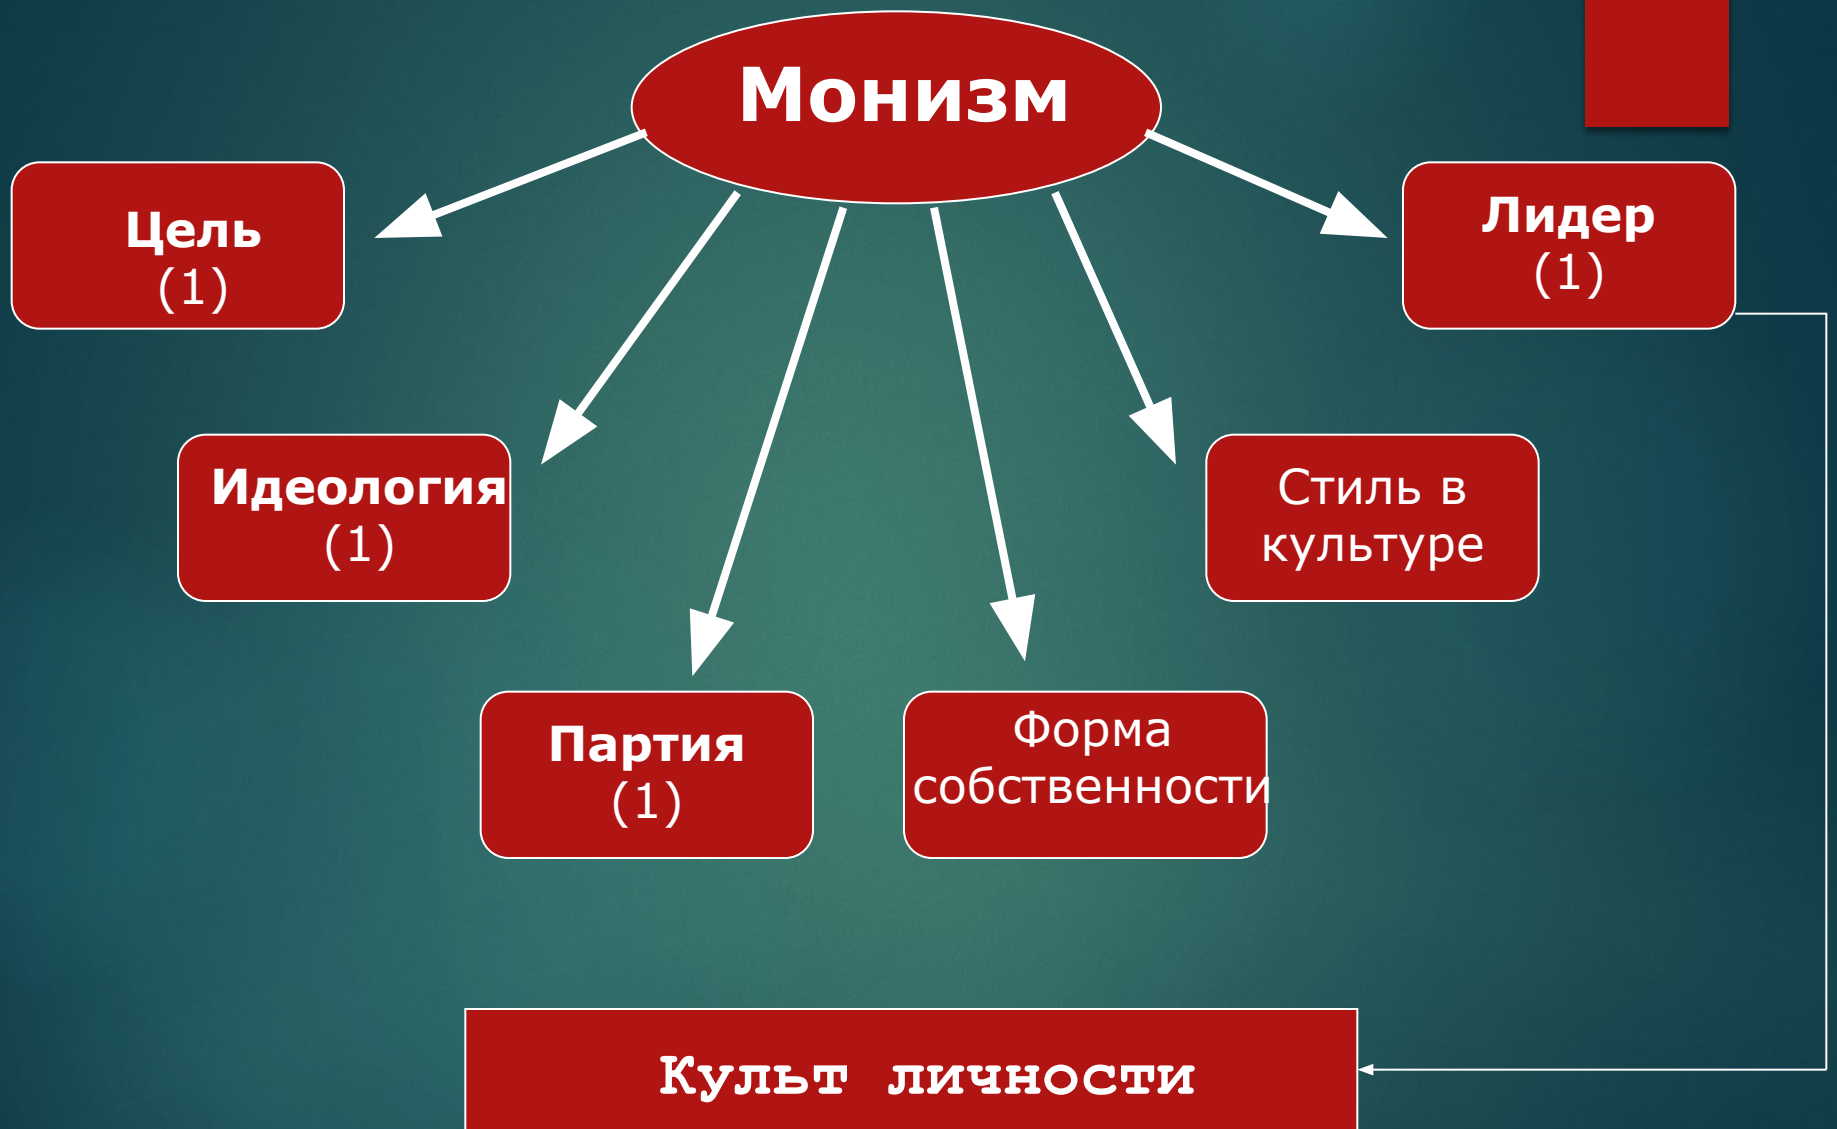 Монизм
Цель
(1)
Лидер
(1)
Идеология
(1)
Стиль в
культуре
Партия
(1)
Форма
собственности
Культ личности